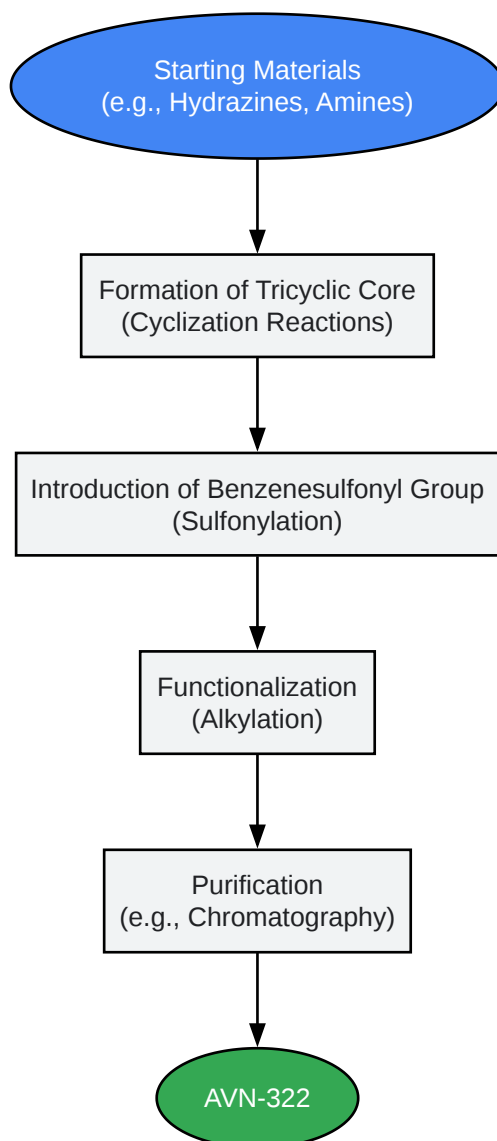 Starting Materials
(e.g., Hydrazines, Amines)
Formation of Tricyclic Core
(Cyclization Reactions)
Introduction of Benzenesulfonyl Group
(Sulfonylation)
Functionalization
(Alkylation)
Purification
(e.g., Chromatography)
AVN-322